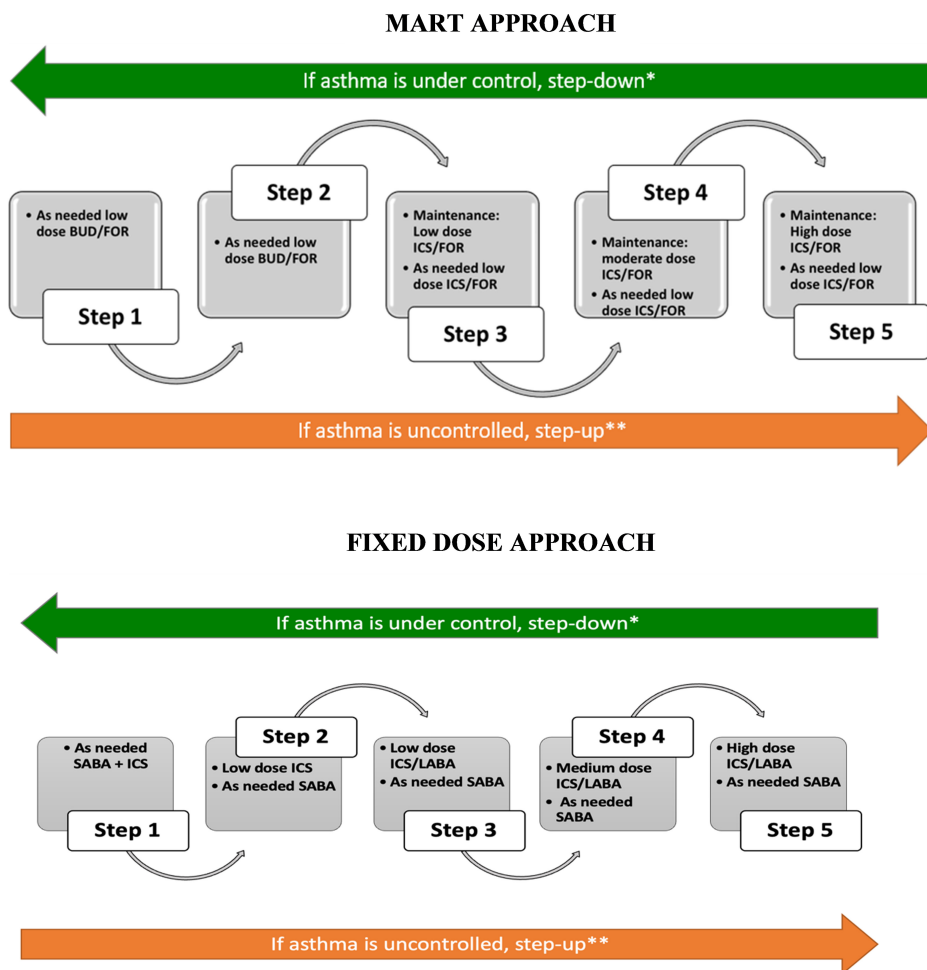 MART APPROACH
If asthma is under control, step-down*
• As needed low
dose BUD/FOR
Step 1
Step 2
• As needed low
dose BUD/FOR
• Maintenance:
Low dose
ICS/FOR
• As needed low
dose ICS/FOR
Step 3
Step 4
• Maintenance:
moderate dose
ICS/FOR
• As needed low
dose ICS/FOR
• Maintenance:
High dose
ICS/FOR
• As needed low
dose ICS/FOR
Step 5
If asthma is uncontrolled, step-up**
FIXED DOSE APPROACH
If asthma is under control, step-down*
• As needed
SABA + ICS
Step 1
Step 2
• Low dose ICS
• As needed SABA
• Low dose
ICS/LABA
• As needed SABA
Step 3
Step 4
• Medium dose
ICS/LABA
• As needed
SABA
• High dose
ICS/LABA
• As needed SABA
Step 5
If asthma is uncontrolled, step-up**